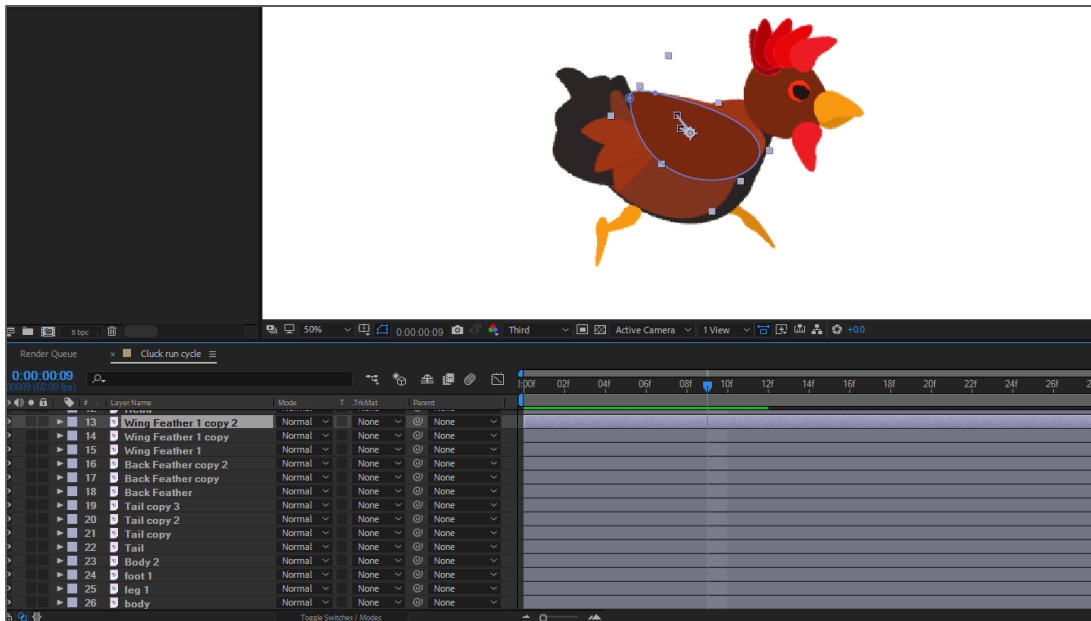 8 bpc
50%
0:00:00:09
Third
Active Camera
1 View
+0.0
Render Queue
× Cluck run cycle
0:00:00:09
00009 (60.00 fps)
:00f 02f 04f 06f 08f 10f 12f 14f 16f 18f 20f 22f 24f 26f 2
# . Layer Name Mode . T .TrkMat Parent
12 Head Normal None None
13 Wing Feather 1 copy 2 Normal None None
14 Wing Feather 1 copy Normal None None
15 Wing Feather 1 Normal None None
16 Back Feather copy 2 Normal None None
17 Back Feather copy Normal None None
18 Back Feather Normal None None
19 Tail copy 3 Normal None None
20 Tail copy 2 Normal None None
21 Tail copy Normal None None
22 Tail Normal None None
23 Body 2 Normal None None
24 foot 1 Normal None None
25 leg 1 Normal None None
26 body Normal None None
Toggle Switches / Modes